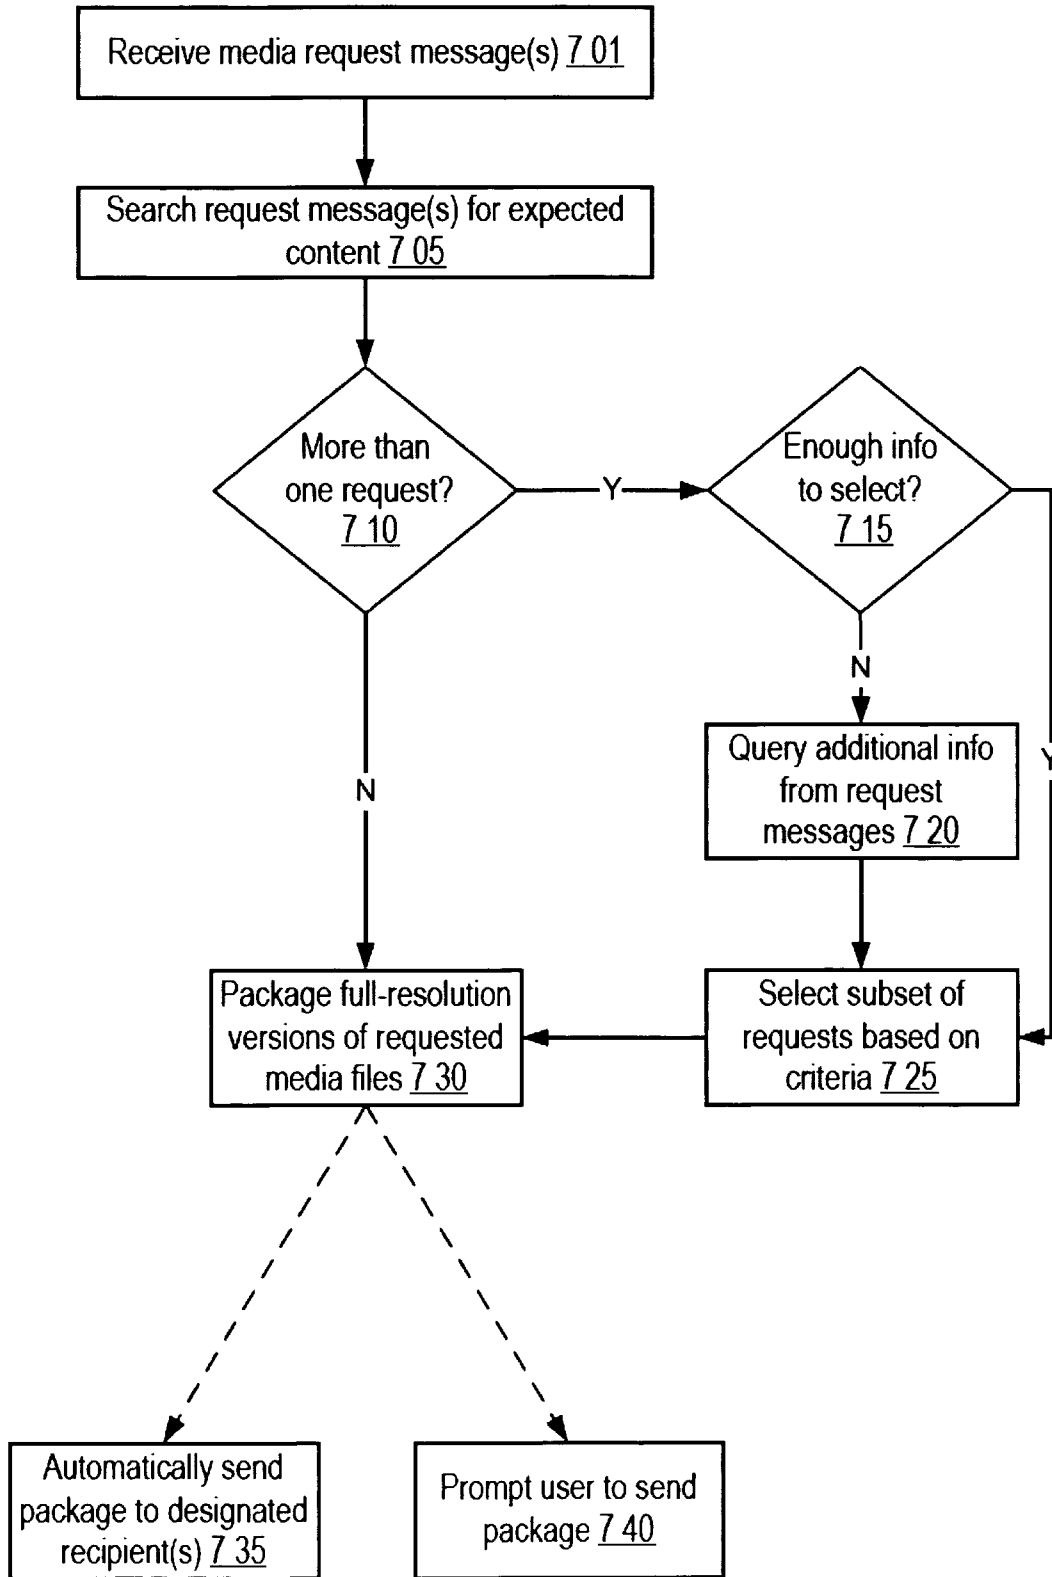 Receive media request message(s) 7 01
Search request message(s) for expected
content 7 05
More than
one request?
7 10
Y
Enough info
to select?
7 15
N
Y
Query additional info
from request
messages 7 20
N
Package full-resolution
versions of requested
media files 7 30
Select subset of
requests based on
criteria 7 25
Automatically send
package to designated
recipient(s) 7 35
Prompt user to send
package 7 40